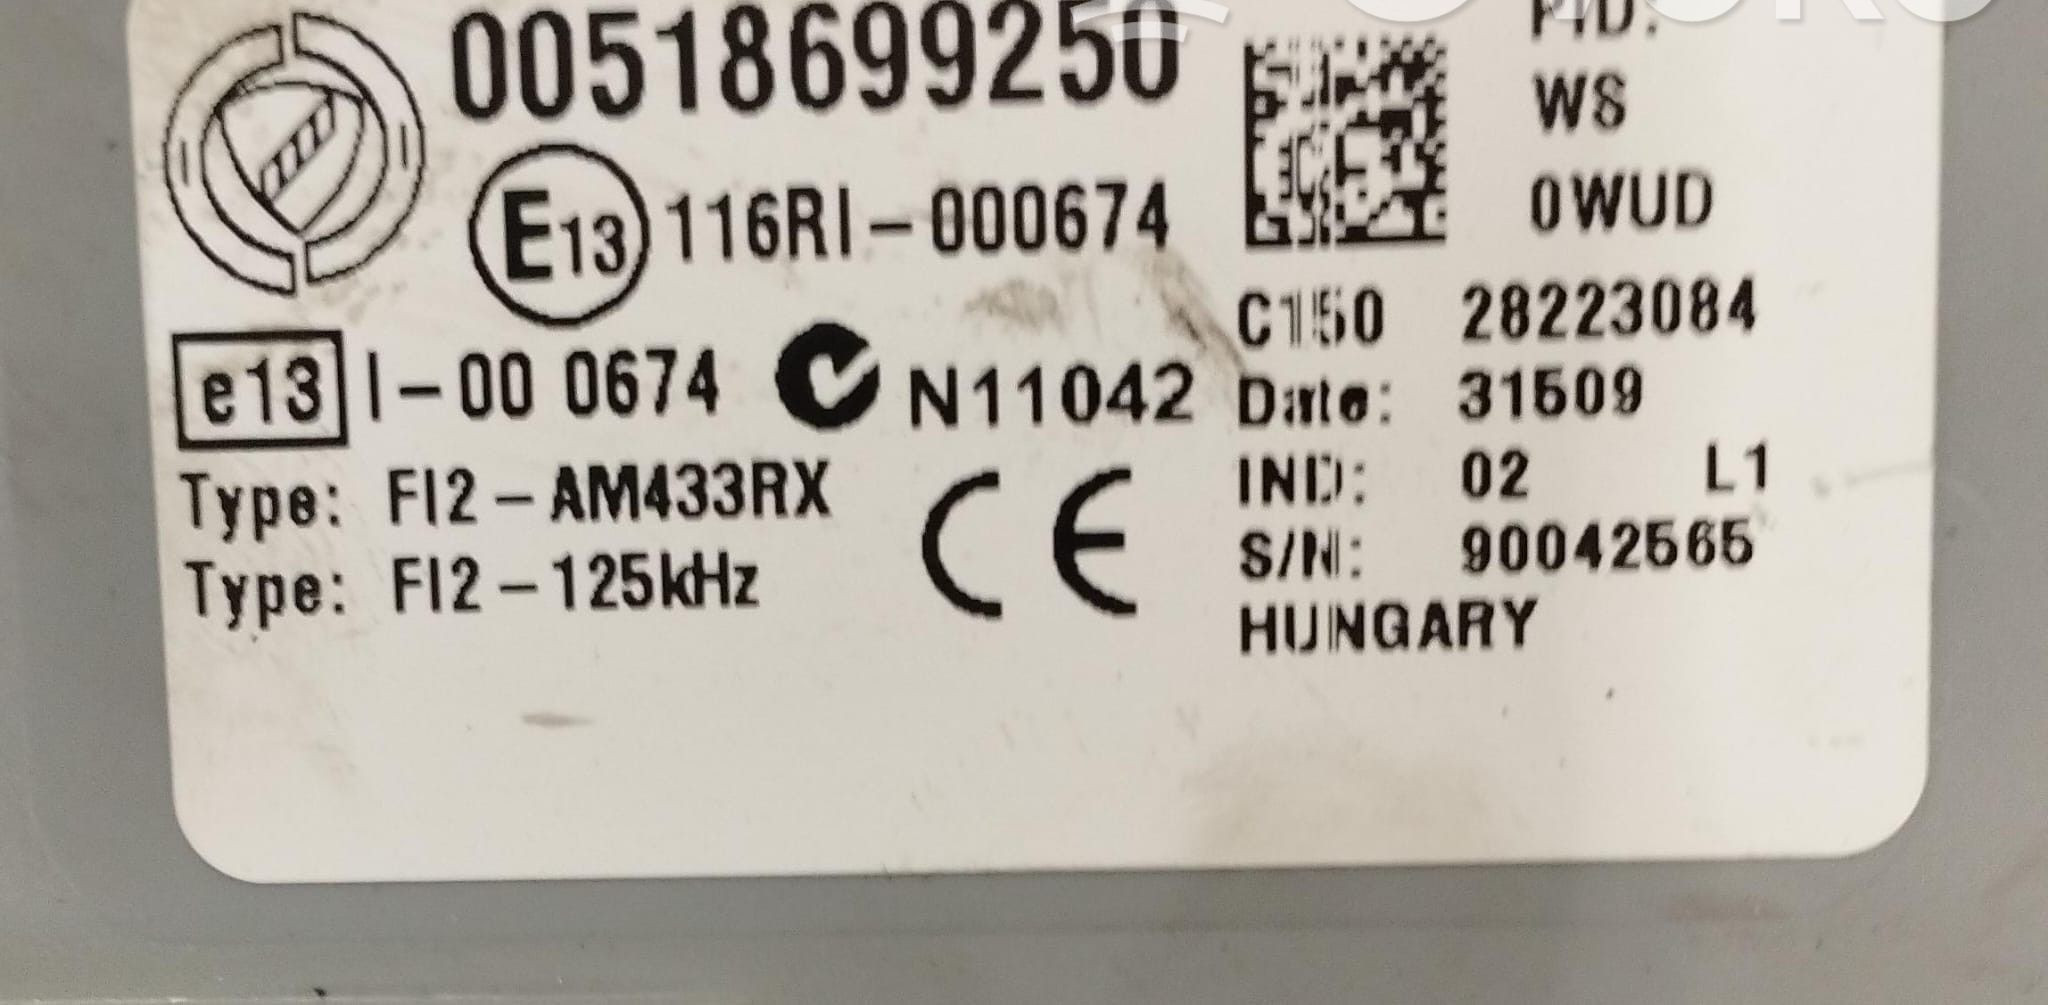 00518699250
E13 116RI-000674
e13 I-00 0674 N11042
Type: FI2-AM433RX
Type: FI2-125kHz
CE
PID:
WS
0WUD
C150 28223084
Date: 31509
IND: 02 L1
S/N: 90042565
HUNGARY